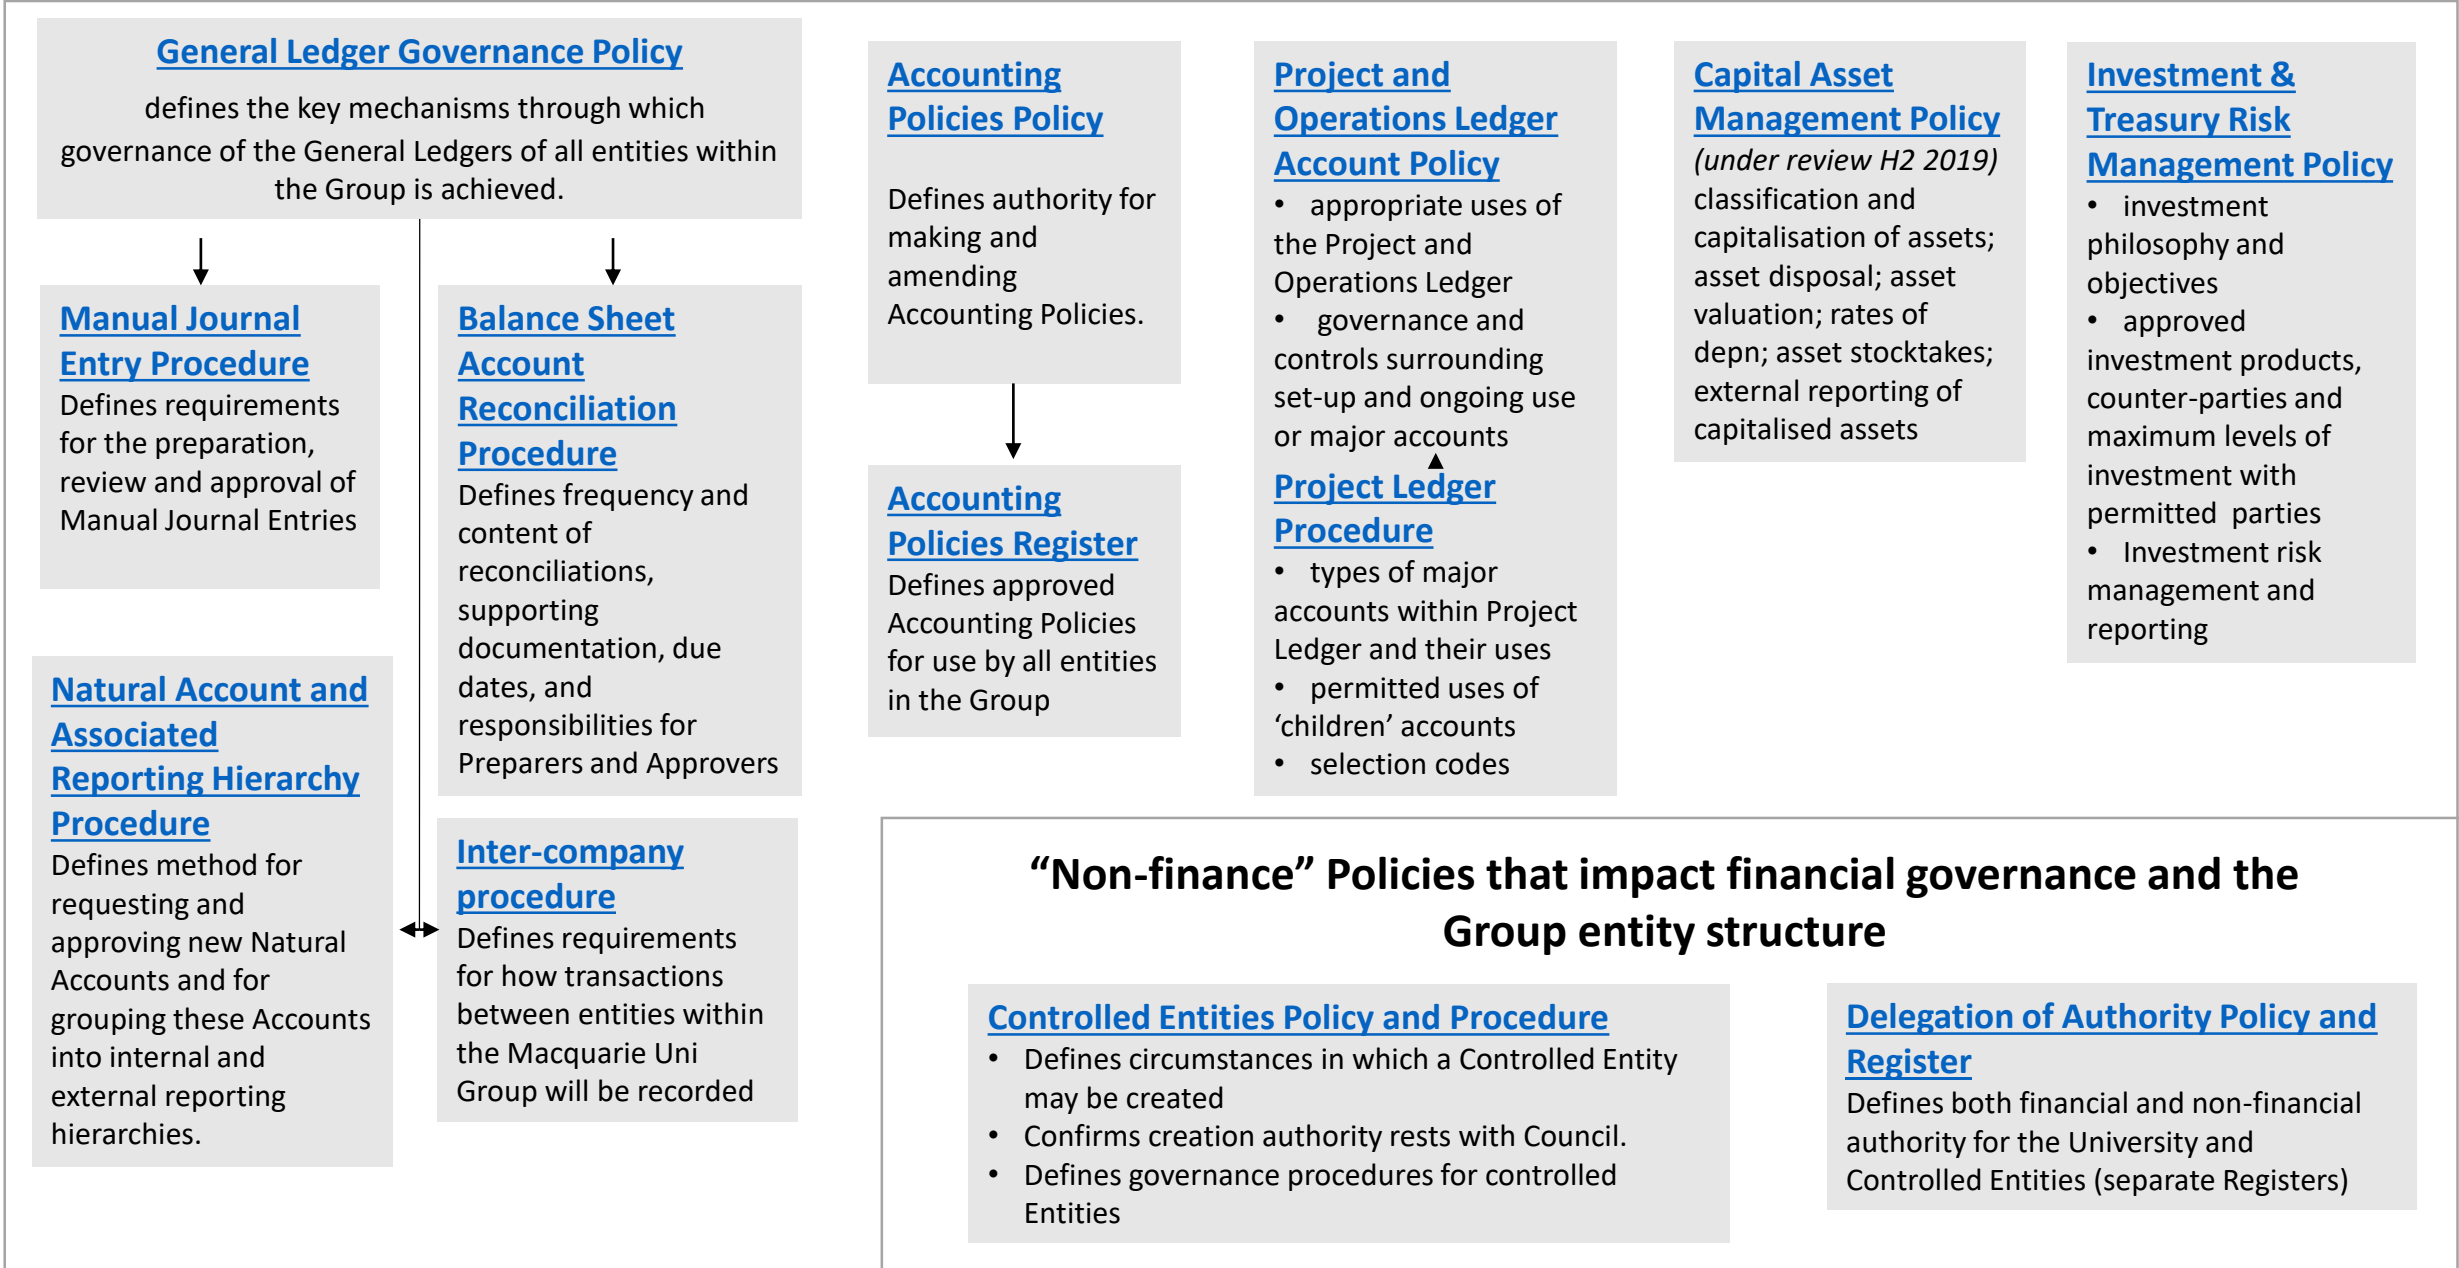 General Ledger Governance Policy
defines the key mechanisms through which
governance of the General Ledgers of all entities within
the Group is achieved.
Manual Journal
Entry Procedure
Defines requirements
for the preparation,
review and approval of
Manual Journal Entries
Balance Sheet
Account
Reconciliation
Procedure
Defines frequency and
content of
reconciliations,
supporting
documentation, due
dates, and
responsibilities for
Preparers and Approvers
Natural Account and
Associated
Reporting Hierarchy
Procedure
Defines method for
requesting and
approving new Natural
Accounts and for
grouping these Accounts
into internal and
external reporting
hierarchies.
Inter-company
procedure
Defines requirements
for how transactions
between entities within
the Macquarie Uni
Group will be recorded
Accounting
Policies Policy
Defines authority for
making and
amending
Accounting Policies.
Accounting
Policies Register
Defines approved
Accounting Policies
for use by all entities
in the Group
Project and
Operations Ledger
Account Policy
• appropriate uses of
the Project and
Operations Ledger
• governance and
controls surrounding
set-up and ongoing use
or major accounts
Project Ledger
Procedure
• types of major
accounts within Project
Ledger and their uses
• permitted uses of
‘children’ accounts
• selection codes
Capital Asset
Management Policy
(under review H2 2019)
classification and
capitalisation of assets;
asset disposal; asset
valuation; rates of
depn; asset stocktakes;
external reporting of
capitalised assets
Investment &
Treasury Risk
Management Policy
• investment
philosophy and
objectives
• approved
investment products,
counter-parties and
maximum levels of
investment with
permitted parties
• Investment risk
management and
reporting
“Non-finance” Policies that impact financial governance and the
Group entity structure
Controlled Entities Policy and Procedure
• Defines circumstances in which a Controlled Entity
may be created
• Confirms creation authority rests with Council.
• Defines governance procedures for controlled
Entities
Delegation of Authority Policy and
Register
Defines both financial and non-financial
authority for the University and
Controlled Entities (separate Registers)